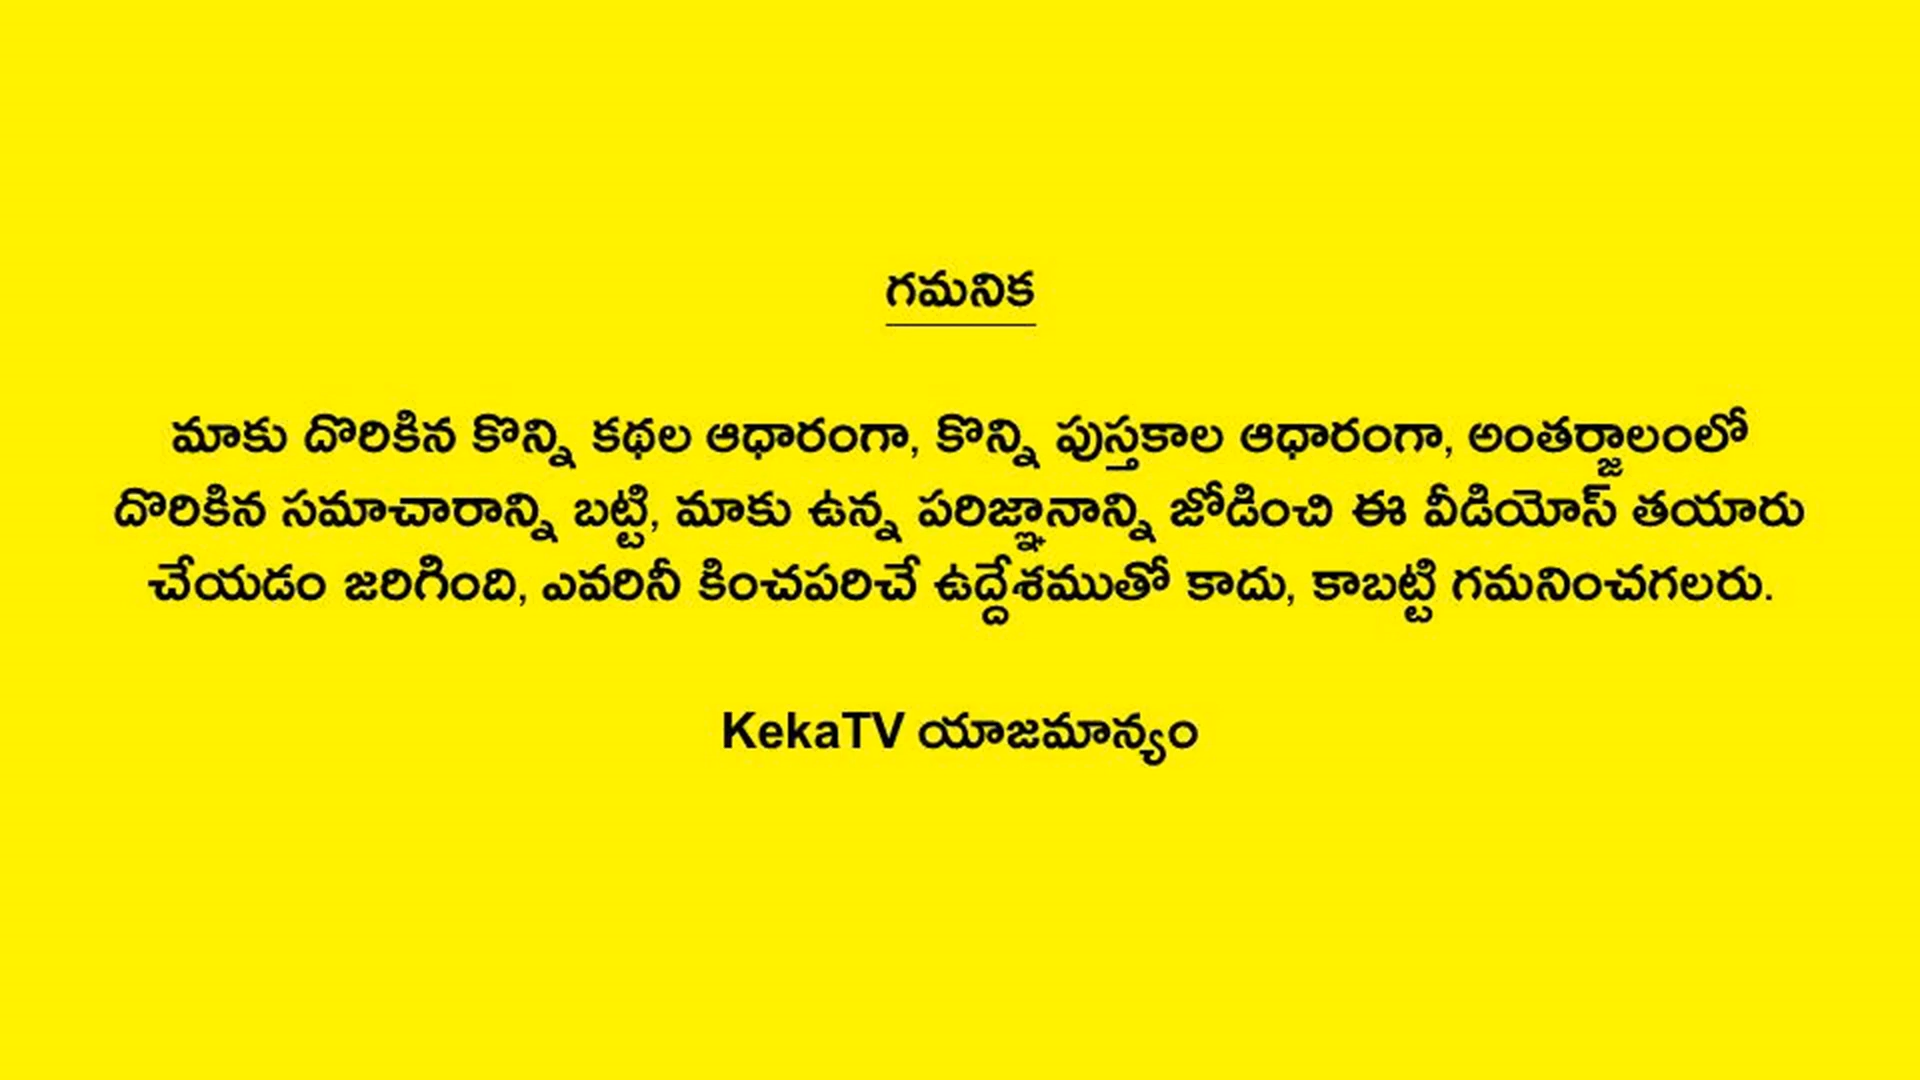 గమనిక
మాకు దొరికిన కొన్ని కథల ఆధారంగా, కొన్ని పుస్తకాల ఆధారంగా, అంతర్జాలంలో
దొరికిన సమాచారాన్ని బట్టి, మాకు ఉన్న పరిజ్ఞానాన్ని జోడించి ఈ వీడియోస్ తయారు
చేయడం జరిగింది, ఎవరినీ కించపరిచే ఉద్దేశముతో కాదు, కాబట్టి గమనించగలరు.
KekaTV యాజమాన్యం